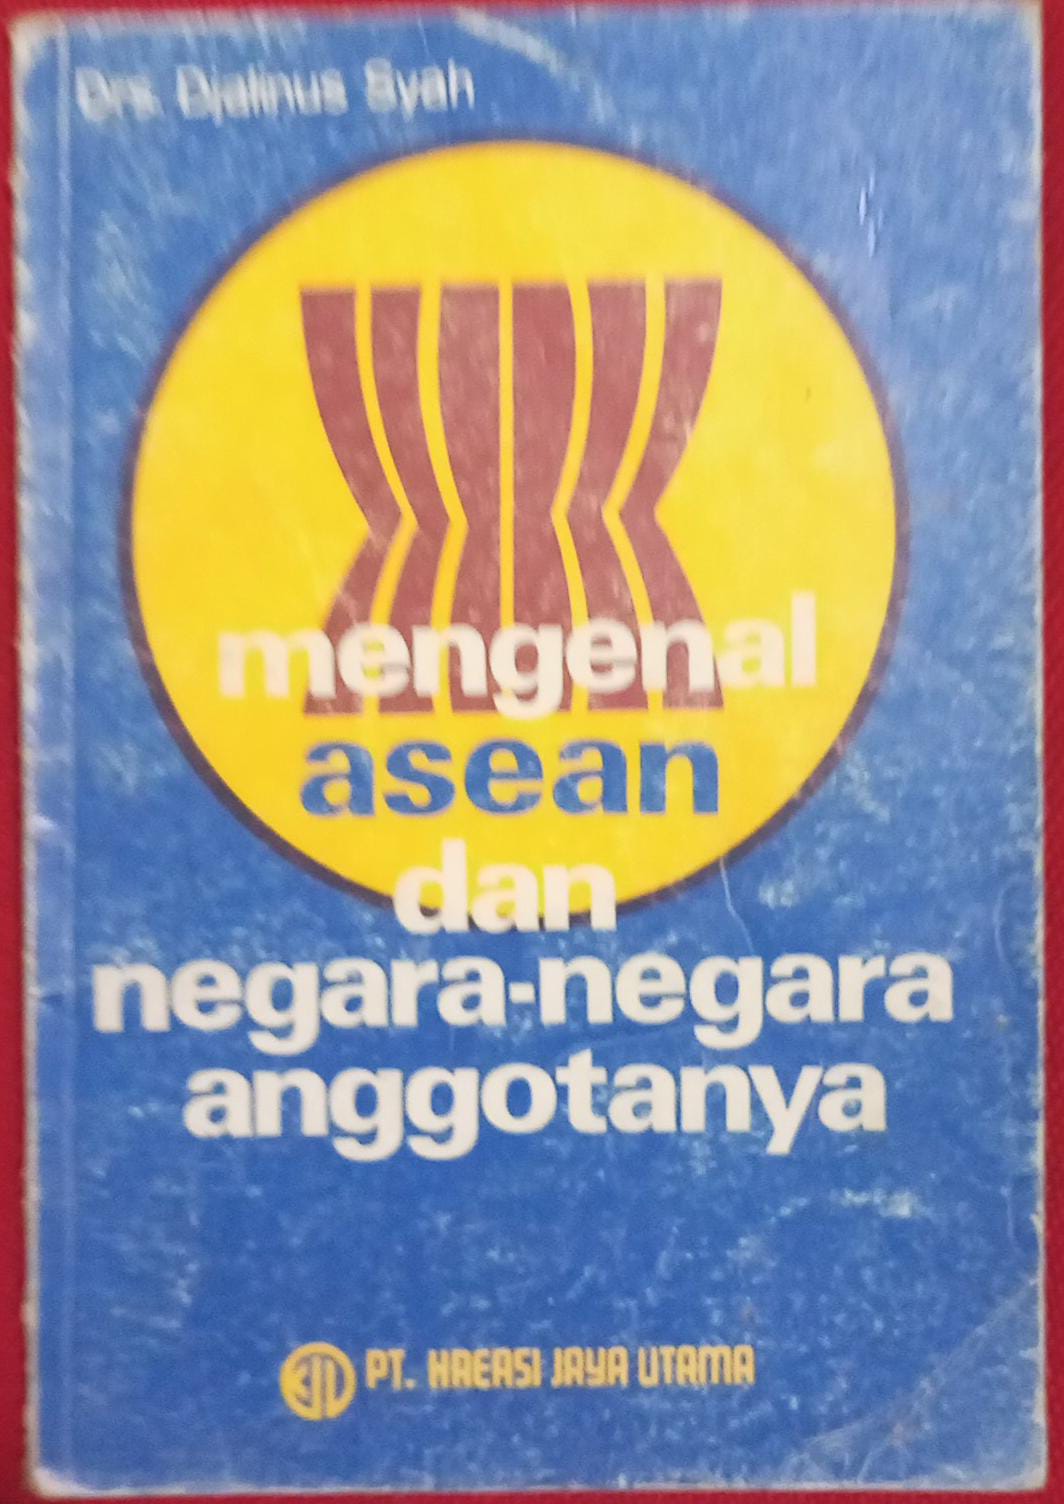 Drs. Djalinus Syah
mengenal
asean
dan
negara-negara
anggotanya
PT. KREASI JAYA UTAMA